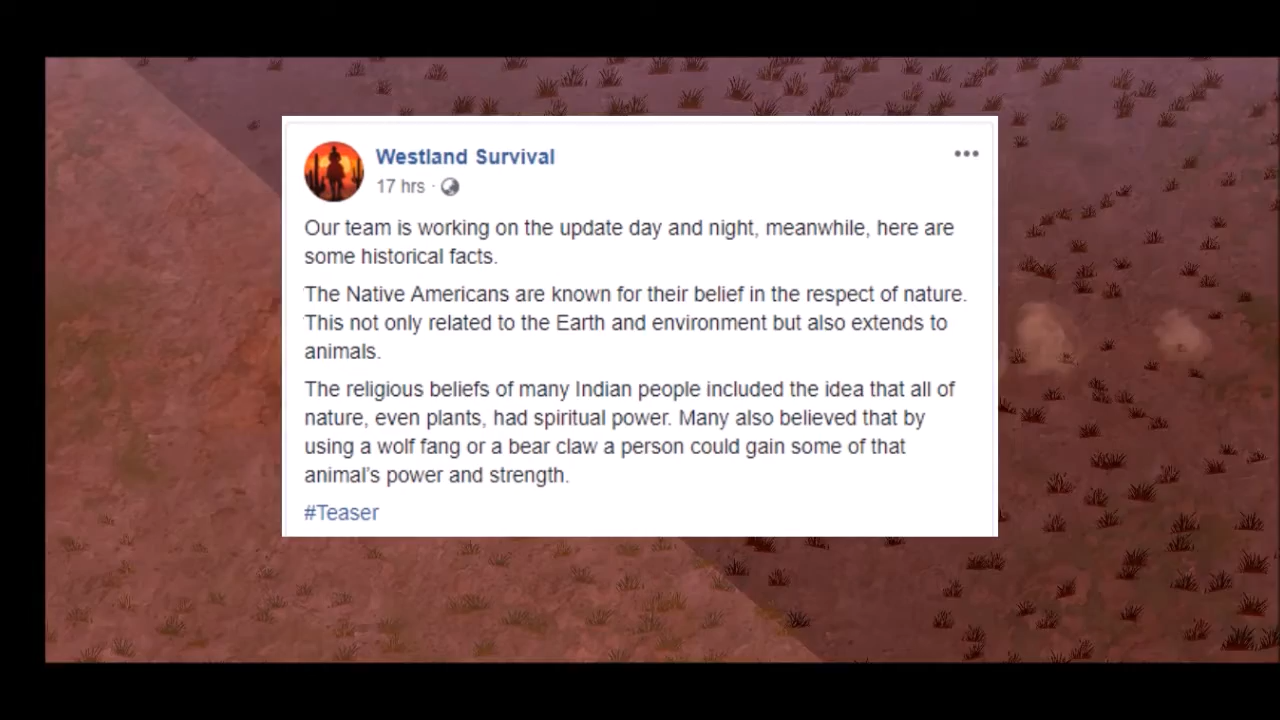 Westland Survival
17 hrs ·
Our team is working on the update day and night, meanwhile, here are
some historical facts.
The Native Americans are known for their belief in the respect of nature.
This not only related to the Earth and environment but also extends to
animals.
The religious beliefs of many Indian people included the idea that all of
nature, even plants, had spiritual power. Many also believed that by
using a wolf fang or a bear claw a person could gain some of that
animal's power and strength.
#Teaser